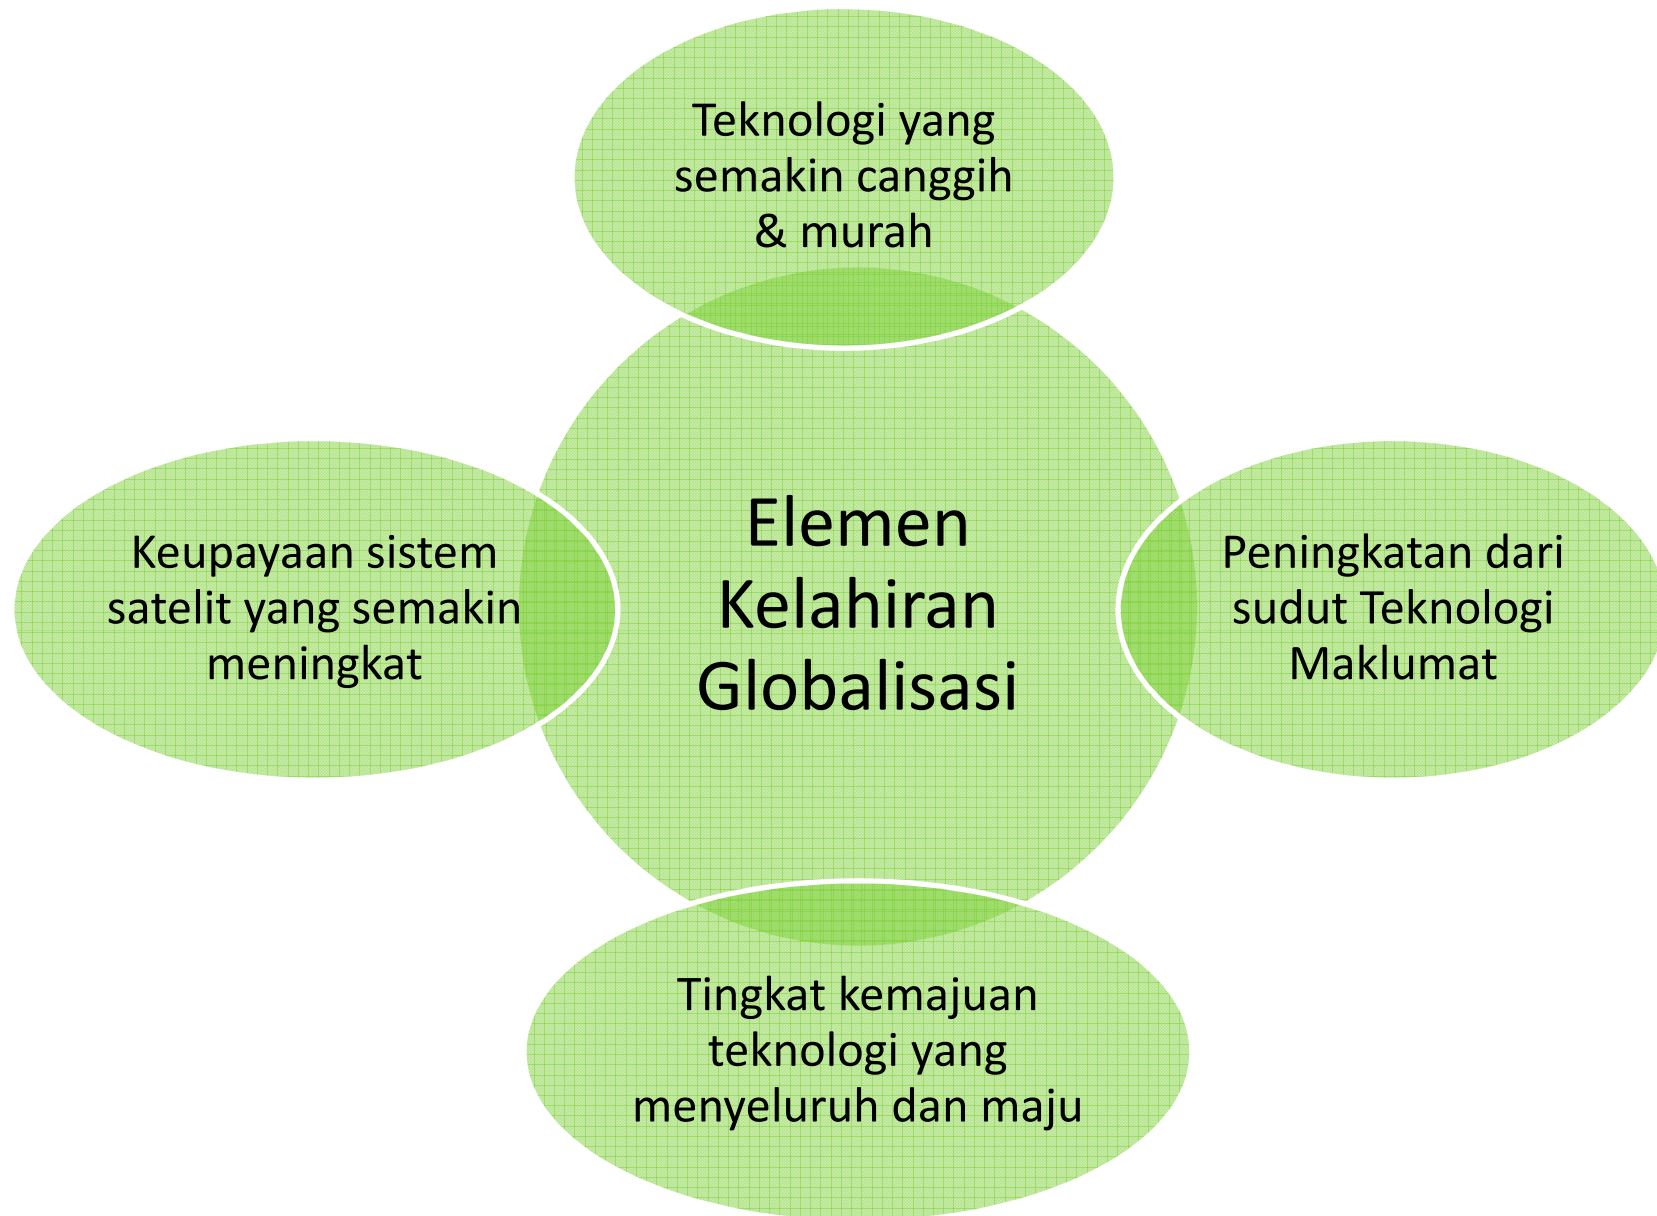 Teknologi yang
semakin canggih
& murah
Keupayaan sistem
satelit yang semakin
meningkat
Elemen
Kelahiran
Globalisasi
Peningkatan dari
sudut Teknologi
Maklumat
Tingkat kemajuan
teknologi yang
menyeluruh dan maju